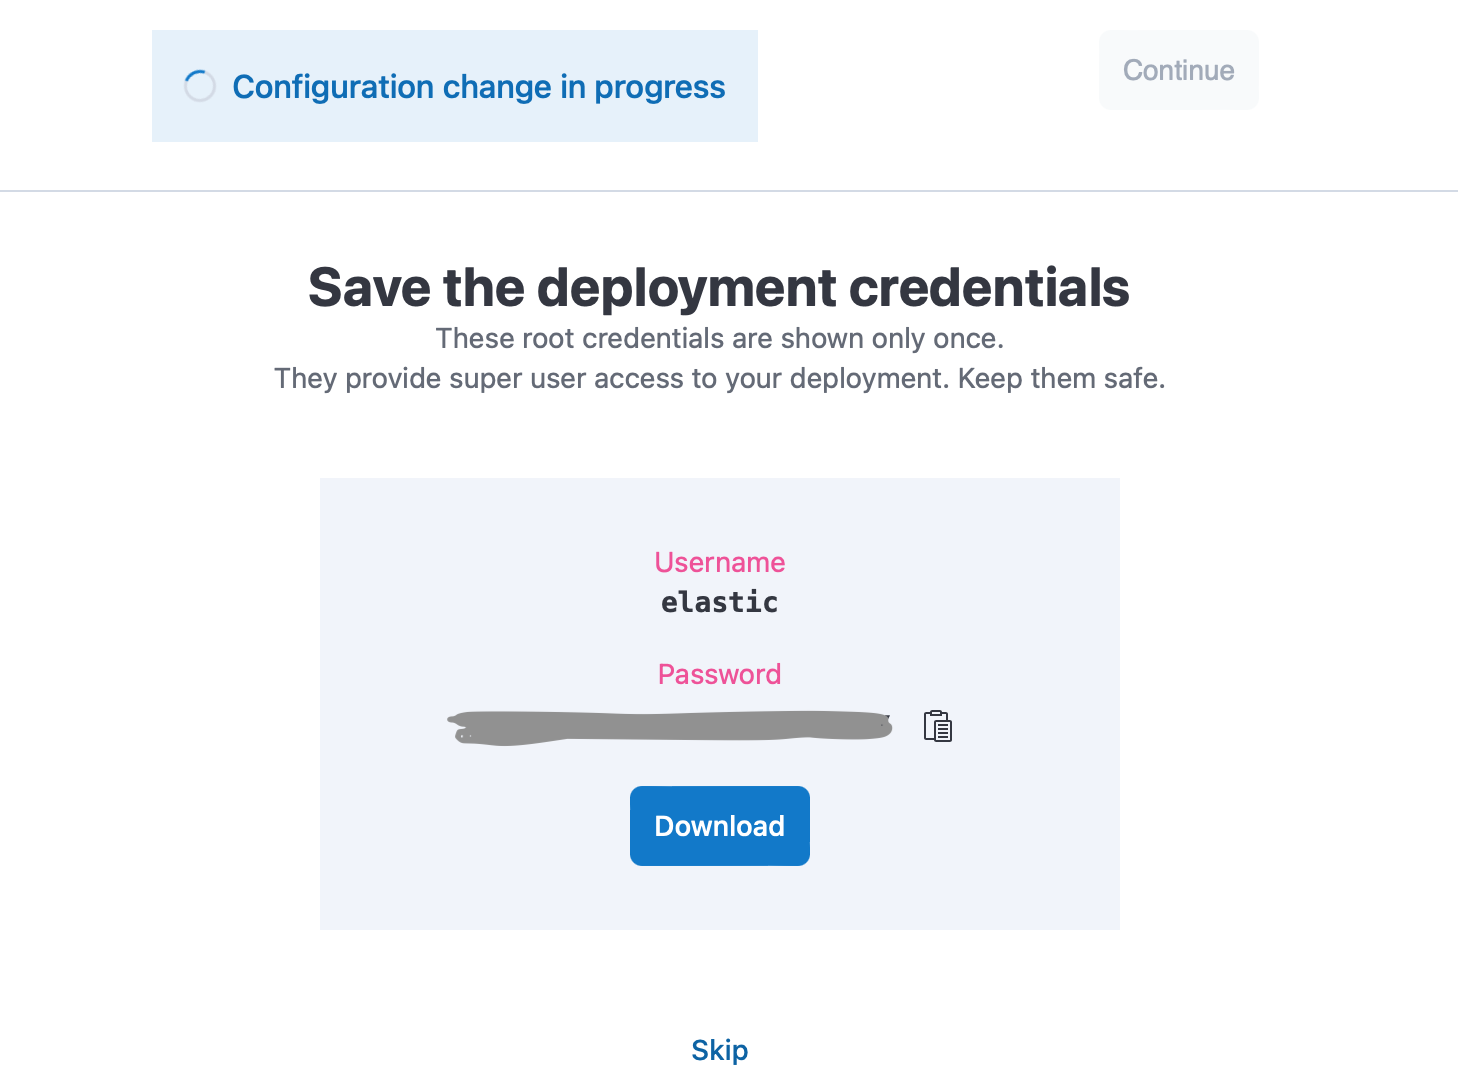 Configuration change in progress
Continue
Save the deployment credentials
These root credentials are shown only once.
They provide super user access to your deployment. Keep them safe.
Username
elastic
Password
Download
Skip